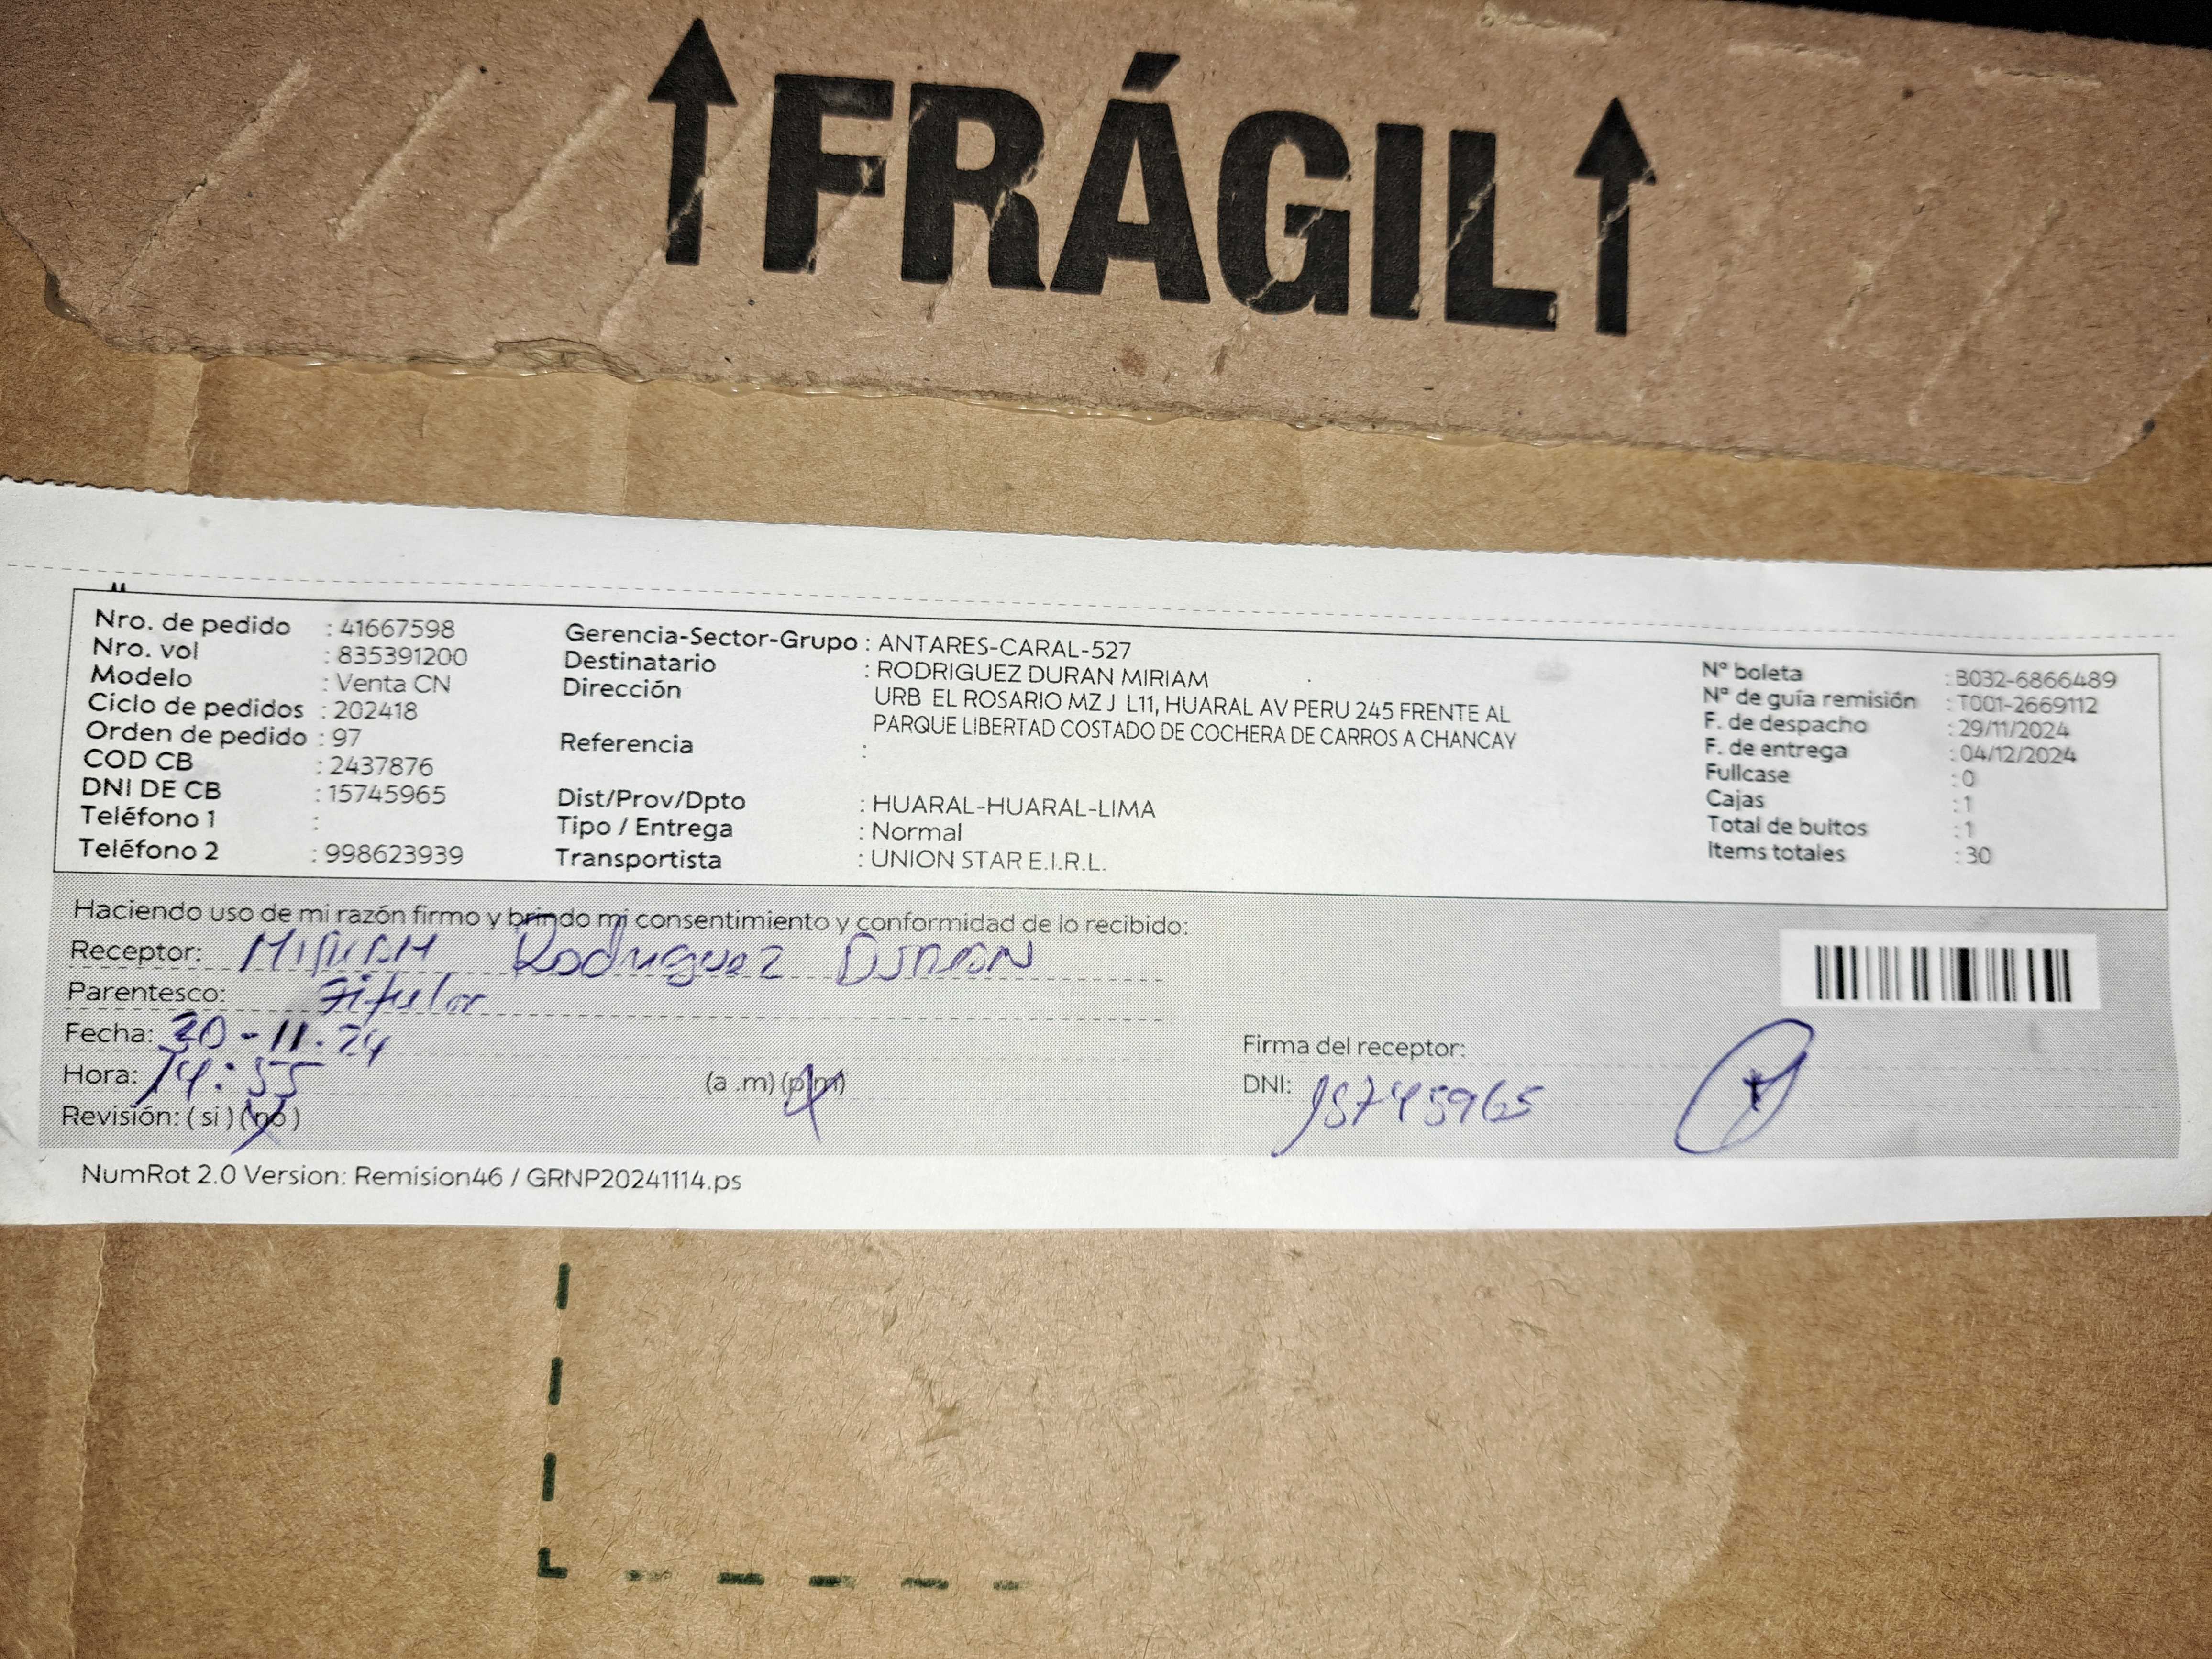 FRÁGIL
Nro. de pedido : 41667598
Nro. vol : 835391200
Modelo : Venta CN
Ciclo de pedidos : 202418
Orden de pedido : 97
COD CB : 2437876
DNI DE CB : 15745965
Teléfono 1 :
Teléfono 2 : 998623939
Gerencia-Sector-Grupo : ANTARES-CARAL-527
Destinatario : RODRIGUEZ DURAN MIRIAM
Dirección URB EL ROSARIO MZ J L11, HUARAL AV PERU 245 FRENTE AL
PARQUE LIBERTAD COSTADO DE COCHERA DE CARROS A CHANCAY
Referencia :
Dist/Prov/Dpto : HUARAL-HUARAL-LIMA
Tipo / Entrega : Normal
Transportista : UNION STAR E.I.R.L.
Nº boleta : B032-6866489
Nº de guía remisión : T001-2669112
F. de despacho : 29/11/2024
F. de entrega : 04/12/2024
Fullcase : 0
Cajas : 1
Total de bultos : 1
Items totales : 30
Haciendo uso de mi razón firmo y brindo mi consentimiento y conformidad de lo recibido:
Receptor: MIRIAM Rodriguez DURAN
Parentesco: Titular
Fecha: 30-11-24
Hora: 14:55 (a .m) (p.m)
Revisión: ( si ) ( no )
Firma del receptor:
DNI: 15745965
NumRot 2.0 Version: Remision46 / GRNP20241114.ps